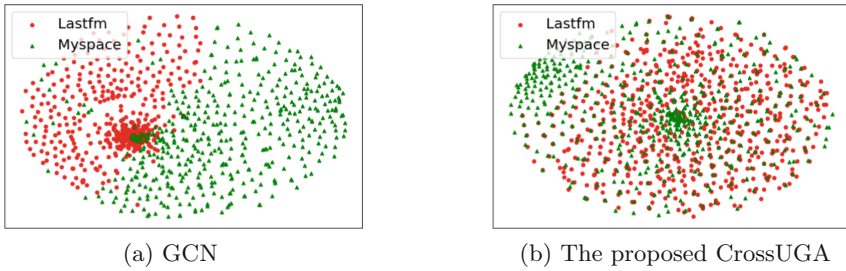 Lastfm
Myspace
Lastfm
Myspace
(a) GCN
(b) The proposed CrossUGA